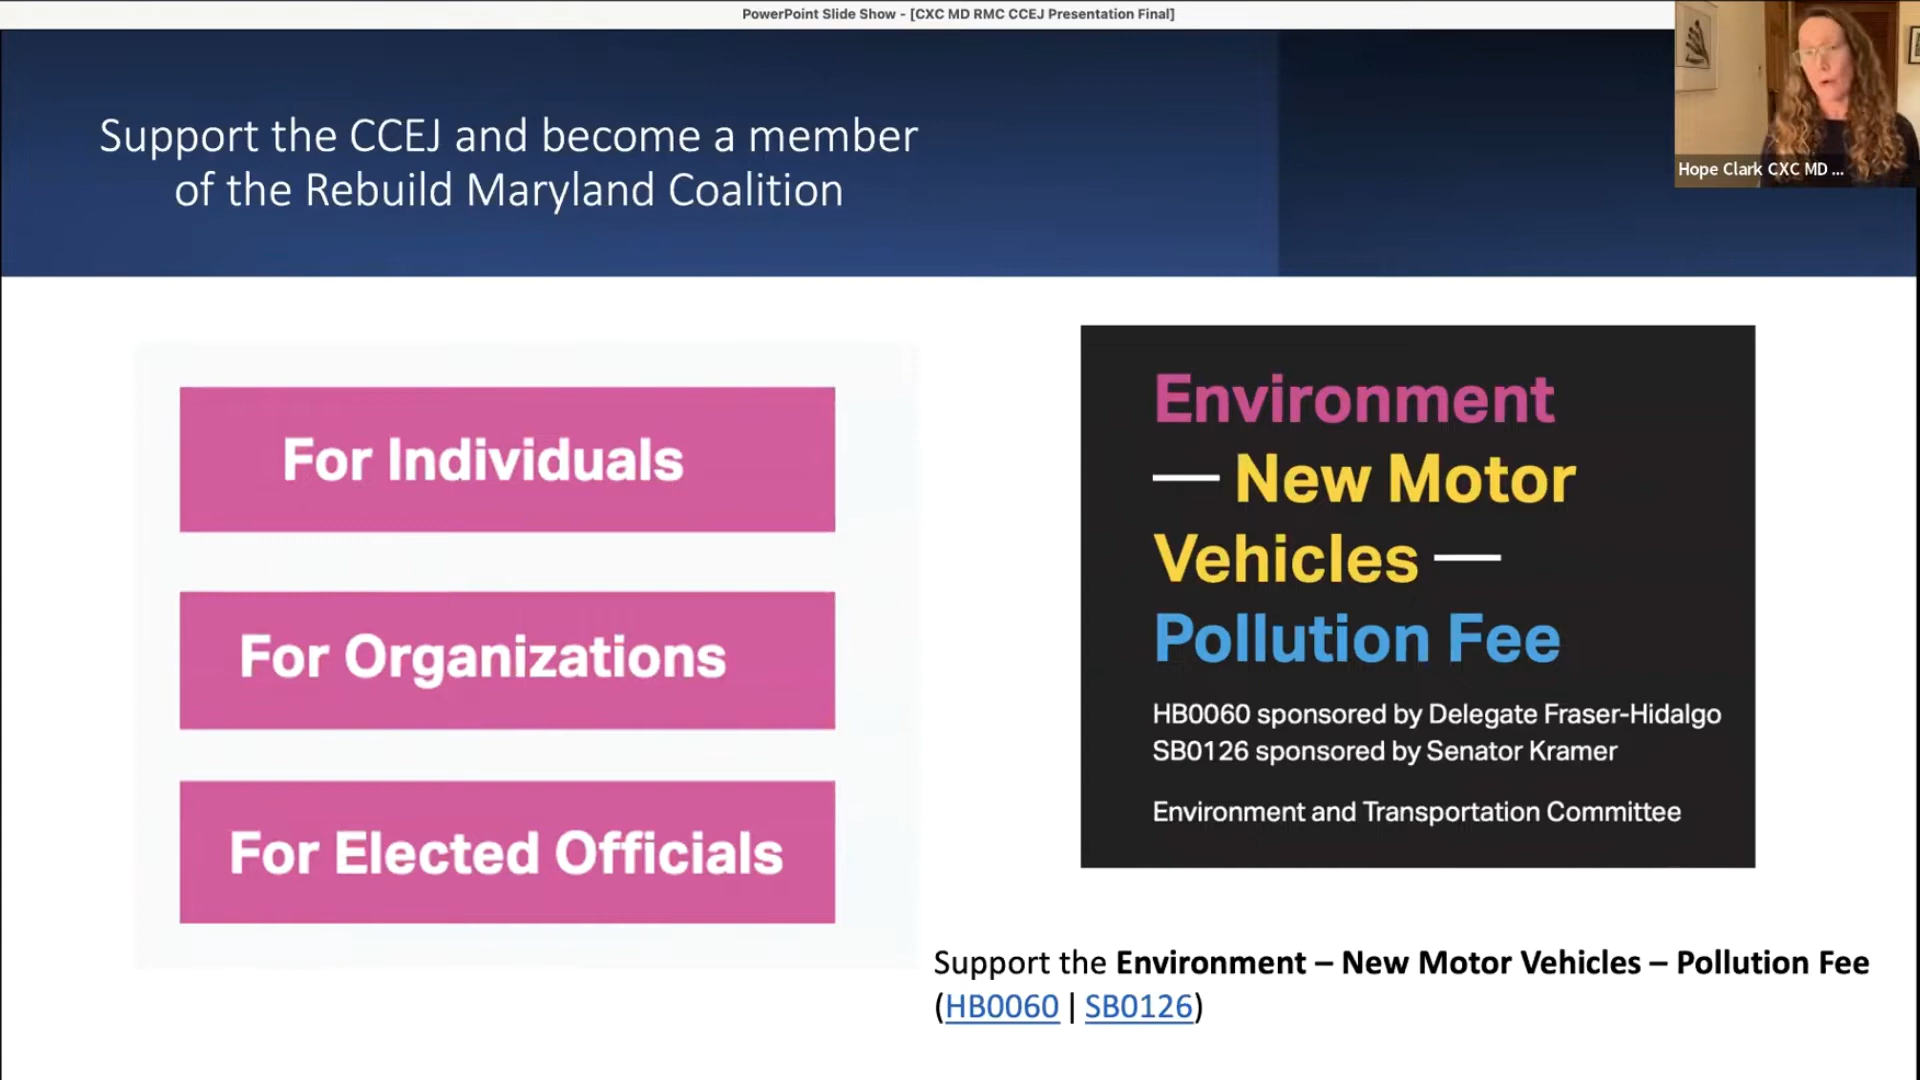 PowerPoint Slide Show - [CXC MD RMC CCEJ Presentation Final]
Support the CCEJ and become a member
of the Rebuild Maryland Coalition
Hope Clark CXC MD ...
For Individuals
For Organizations
For Elected Officials
Environment
— New Motor
Vehicles —
Pollution Fee
HB0060 sponsored by Delegate Fraser-Hidalgo
SB0126 sponsored by Senator Kramer
Environment and Transportation Committee
Support the Environment – New Motor Vehicles – Pollution Fee
(HB0060 | SB0126)